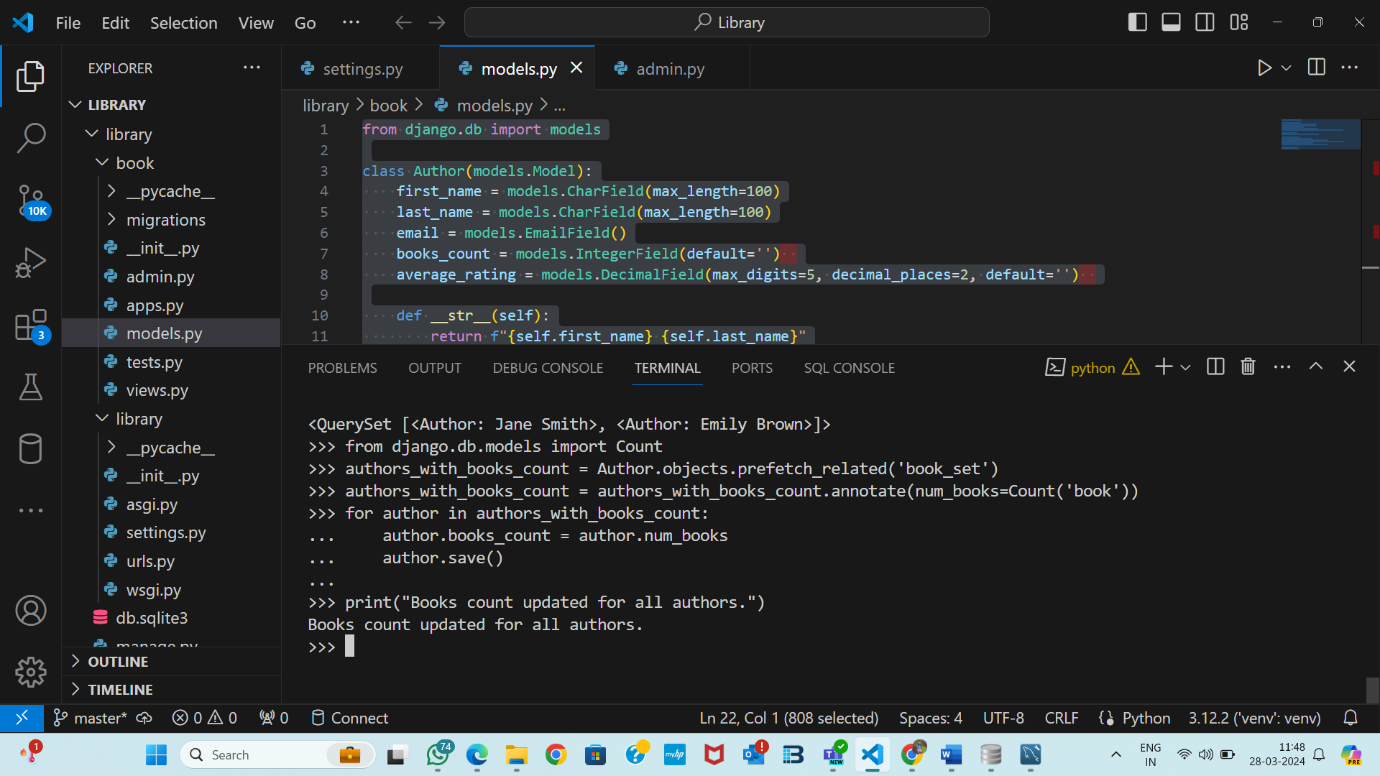 File Edit Selection View Go ··· Library
EXPLORER ···
LIBRARY
library
book
__pycache__
migrations
__init__.py
admin.py
apps.py
models.py
tests.py
views.py
library
__pycache__
__init__.py
asgi.py
settings.py
urls.py
wsgi.py
db.sqlite3
manage.py
OUTLINE
TIMELINE
10K
3
settings.py models.py admin.py
library > book > models.py > ...
1 from django.db import models
2
3 class Author(models.Model):
4 first_name = models.CharField(max_length=100)
5 last_name = models.CharField(max_length=100)
6 email = models.EmailField()
7 books_count = models.IntegerField(default='')
8 average_rating = models.DecimalField(max_digits=5, decimal_places=2, default='')
9
10 def __str__(self):
11 return f"{self.first_name} {self.last_name}"
PROBLEMS OUTPUT DEBUG CONSOLE TERMINAL PORTS SQL CONSOLE python
<QuerySet [<Author: Jane Smith>, <Author: Emily Brown>]>
>>> from django.db.models import Count
>>> authors_with_books_count = Author.objects.prefetch_related('book_set')
>>> authors_with_books_count = authors_with_books_count.annotate(num_books=Count('book'))
>>> for author in authors_with_books_count:
... author.books_count = author.num_books
... author.save()
...
>>> print("Books count updated for all authors.")
Books count updated for all authors.
>>>
master* 0 0 0 Connect Ln 22, Col 1 (808 selected) Spaces: 4 UTF-8 CRLF Python 3.12.2 ('venv': venv)
1 Search 74 myhp NEW W ENG IN 11:48 28-03-2024 PRE